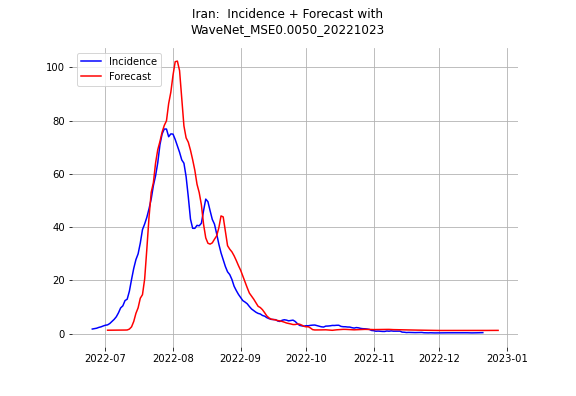 Iran:  Incidence + Forecast with
WaveNet_MSE0.0050_20221023
Incidence
Forecast
100
80
60
40
20
0
2022-07 2022-08 2022-09 2022-10 2022-11 2022-12 2023-01